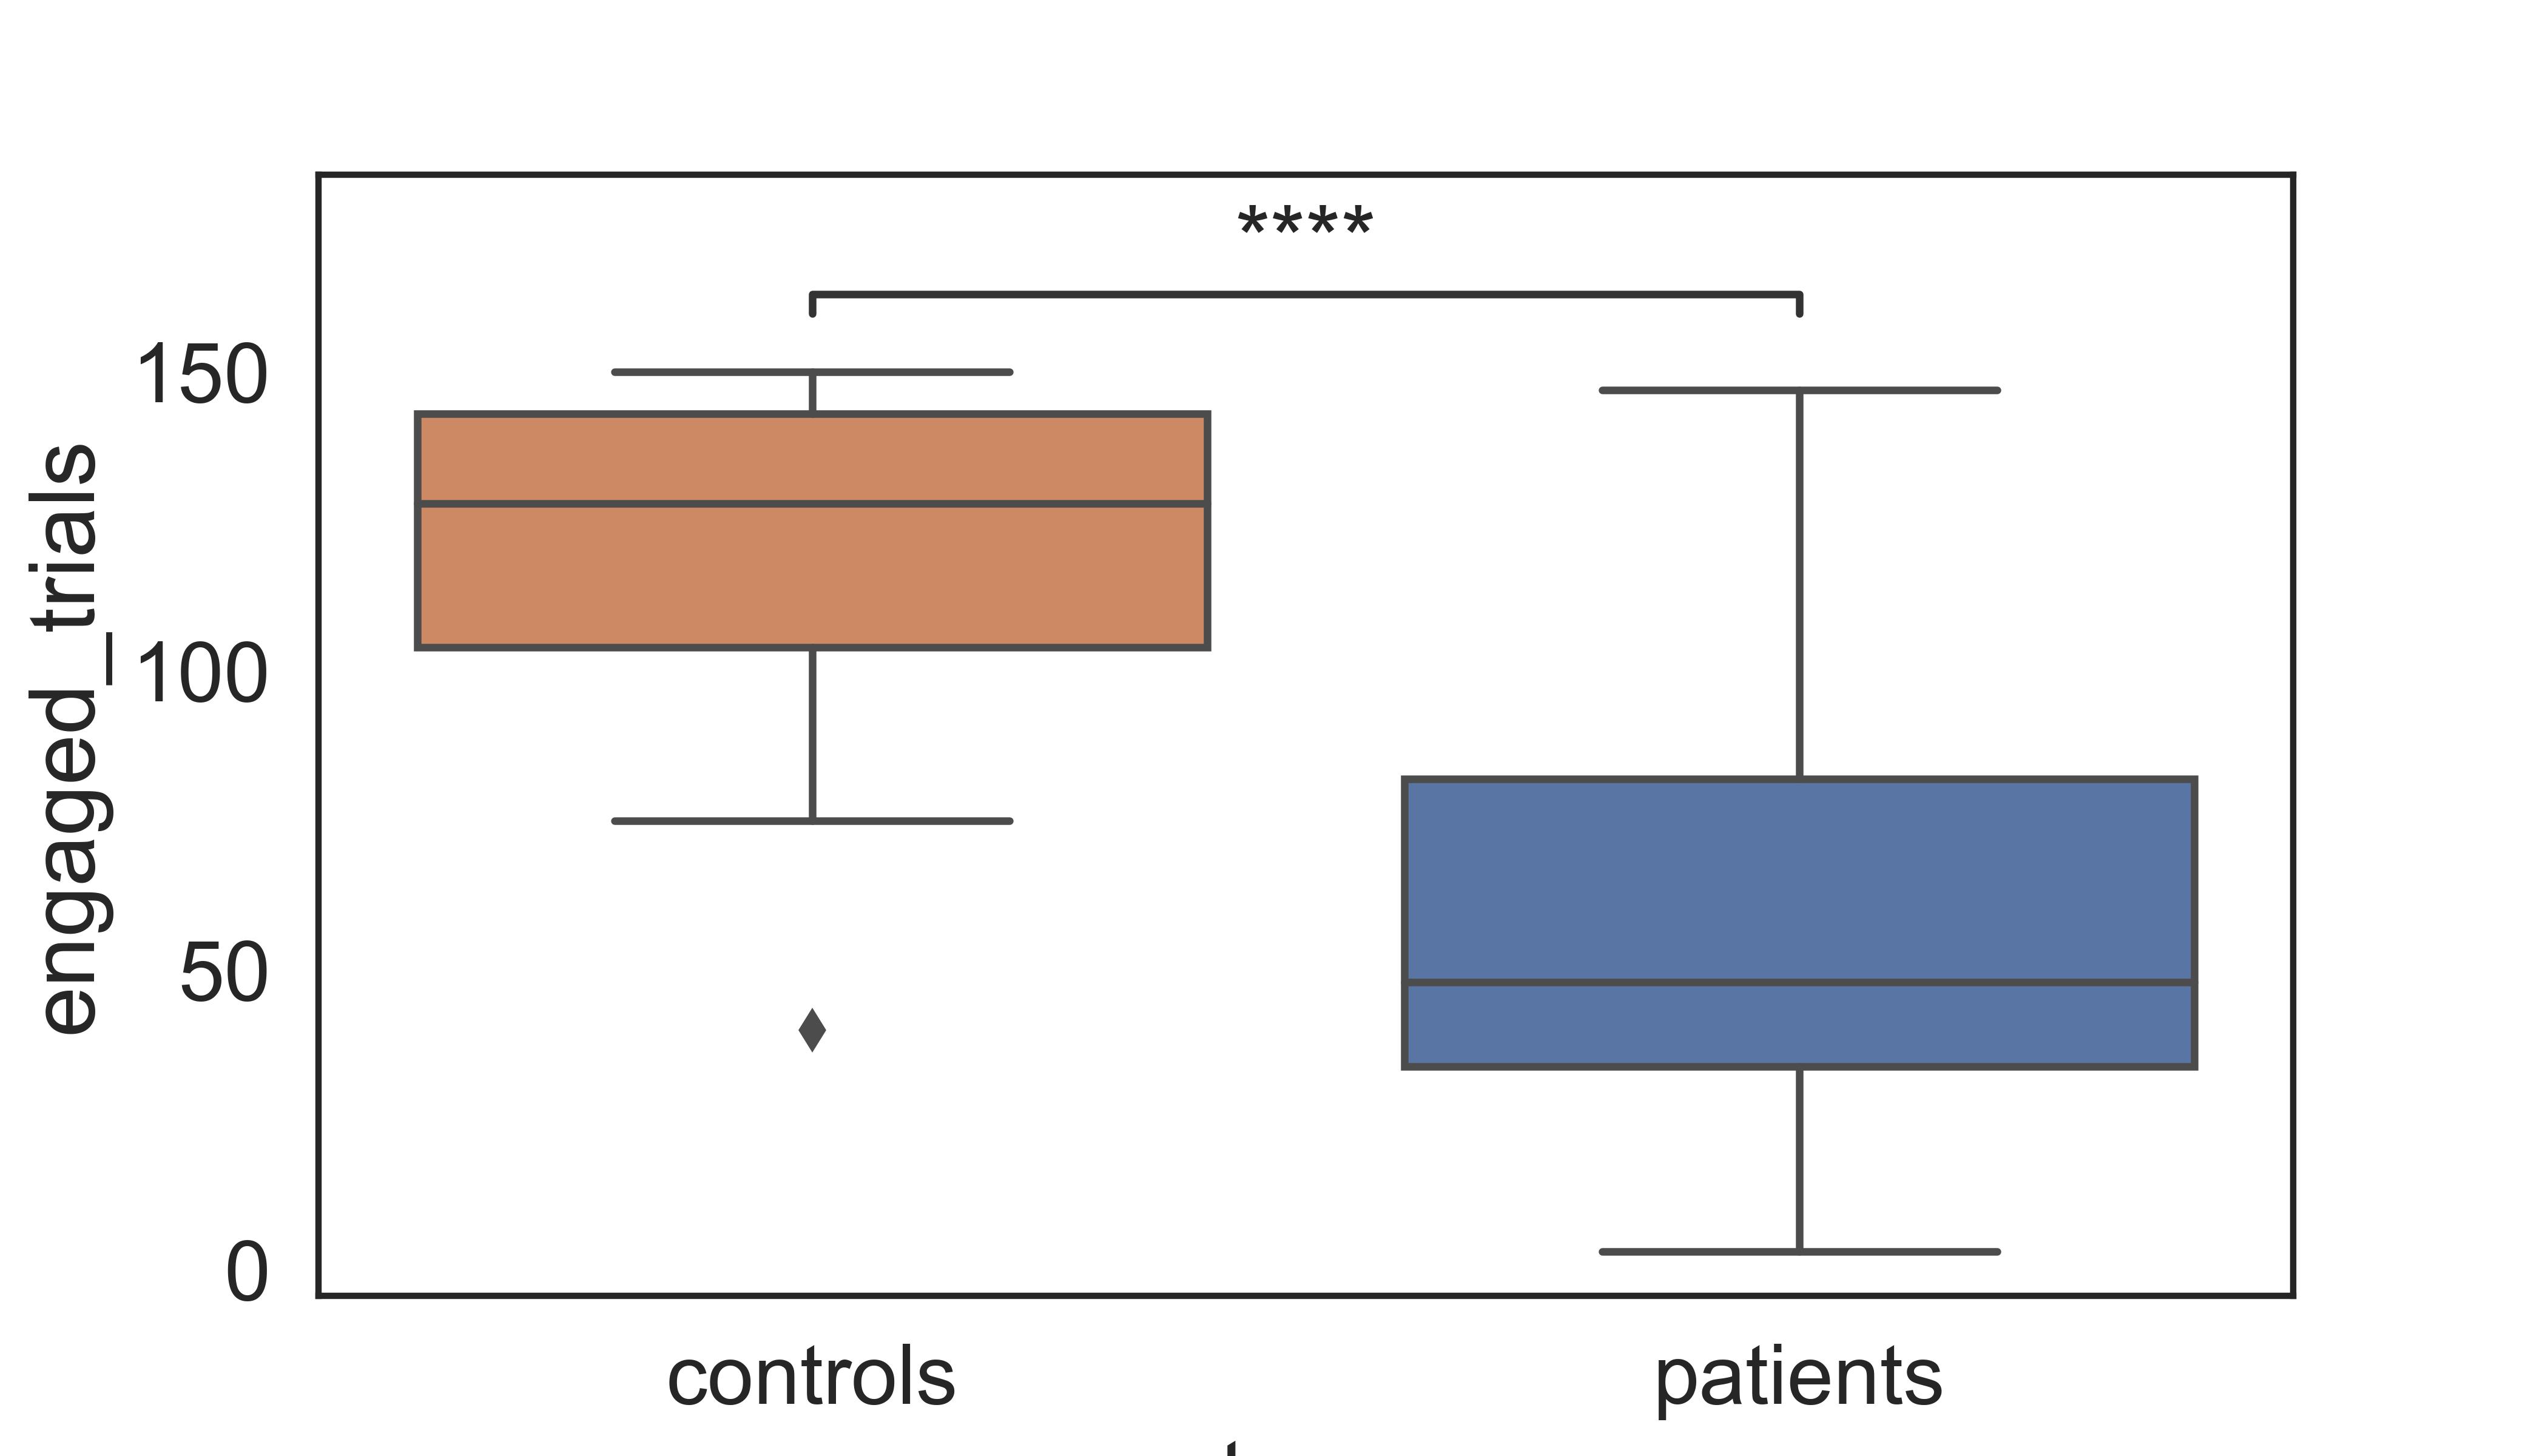 ****
150
100
50
0
engaged_trials
controls
patients